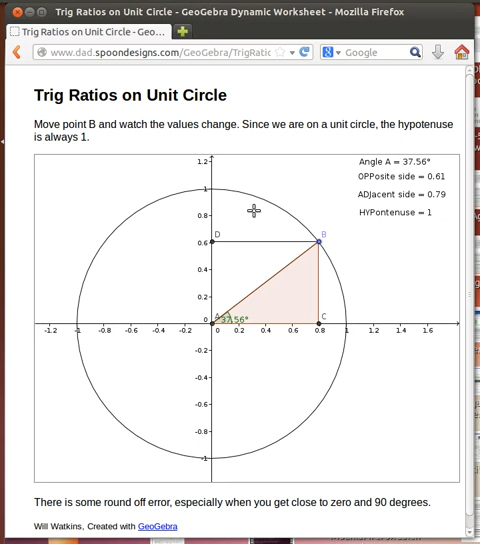 Trig Ratios on Unit Circle - GeoGebra Dynamic Worksheet - Mozilla Firefox
Trig Ratios on Unit Circle - Geo...
www.dad.spoondesigns.com/GeoGebra/TrigRatio
Google
Trig Ratios on Unit Circle
Move point B and watch the values change. Since we are on a unit circle, the hypotenuse
is always 1.
Angle A = 37.56°
OPPosite side = 0.61
ADJacent side = 0.79
HYPontenuse = 1
1.2
1
0.8
D
B
0.6
0.4
0.2
A
37.56°
C
0
-1.2 -1 -0.8 -0.6 -0.4 -0.2 0 0.2 0.4 0.6 0.8 1 1.2 1.4 1.6
-0.2
-0.4
-0.6
-0.8
-1
There is some round off error, especially when you get close to zero and 90 degrees.
Will Watkins, Created with GeoGebra